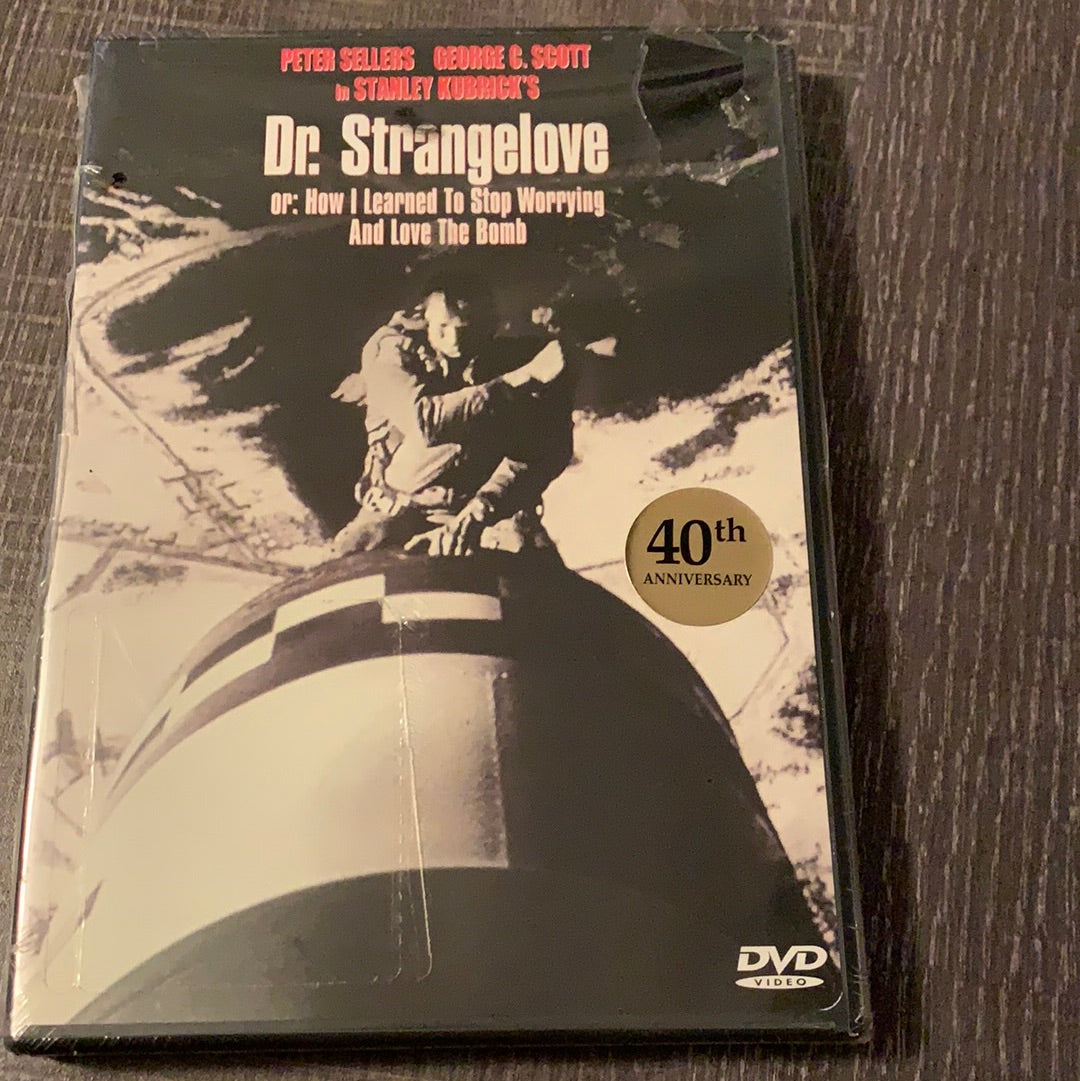 PETER SELLERS GEORGE C. SCOTT
in STANLEY KUBRICK'S
Dr. Strangelove
or: How I Learned To Stop Worrying
And Love The Bomb
40th
ANNIVERSARY
DVD
VIDEO